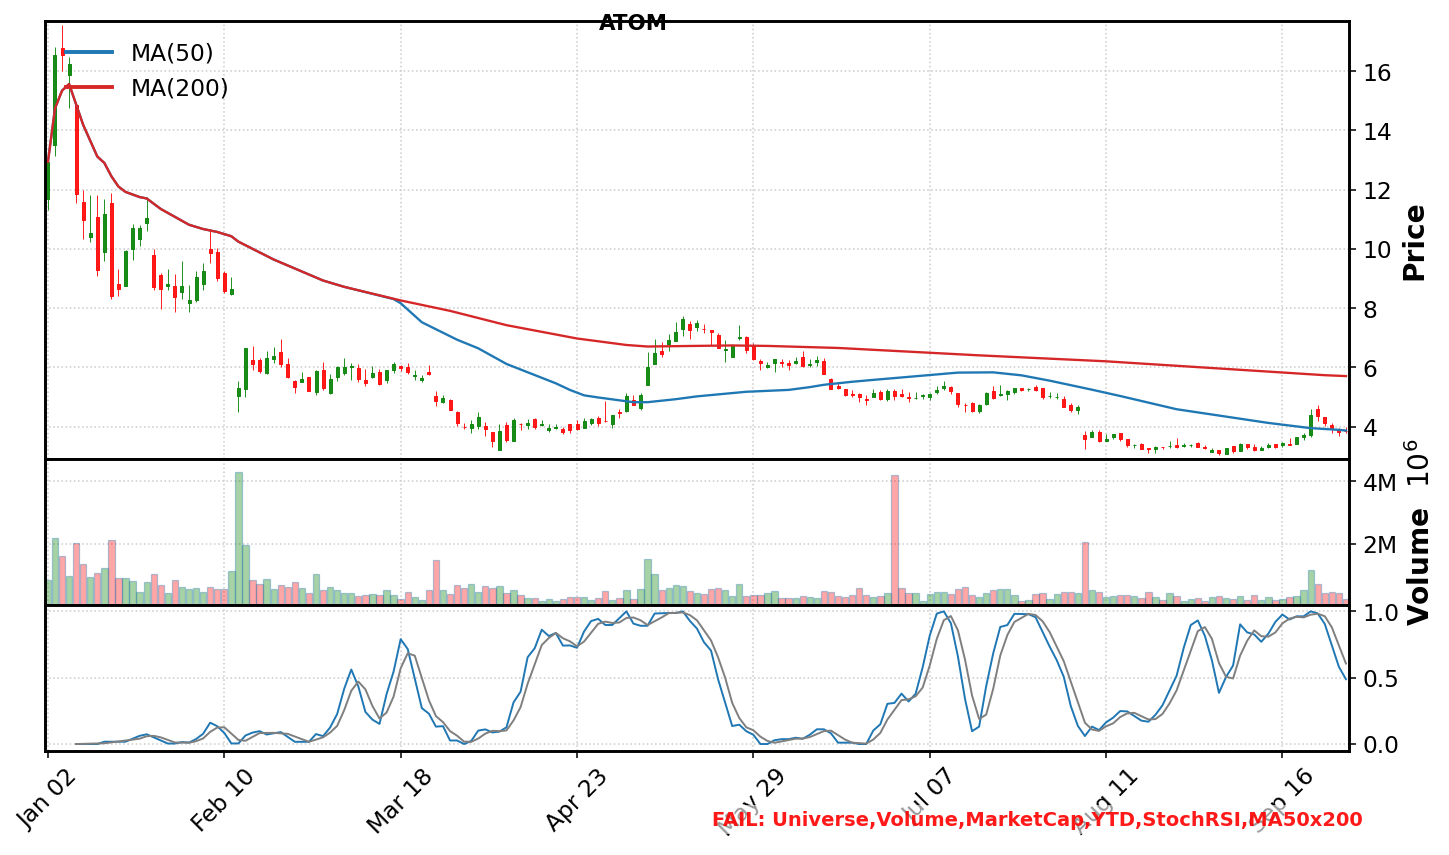 ATOM
MA(50)
MA(200)
16
14
12
10
8
6
4
Price
4M
2M
Volume 10^6
1.0
0.5
0.0
Jan 02
Feb 10
Mar 18
Apr 23
May 29
Jul 07
Aug 11
Sep 16
FAIL: Universe,Volume,MarketCap,YTD,StochRSI,MA50x200